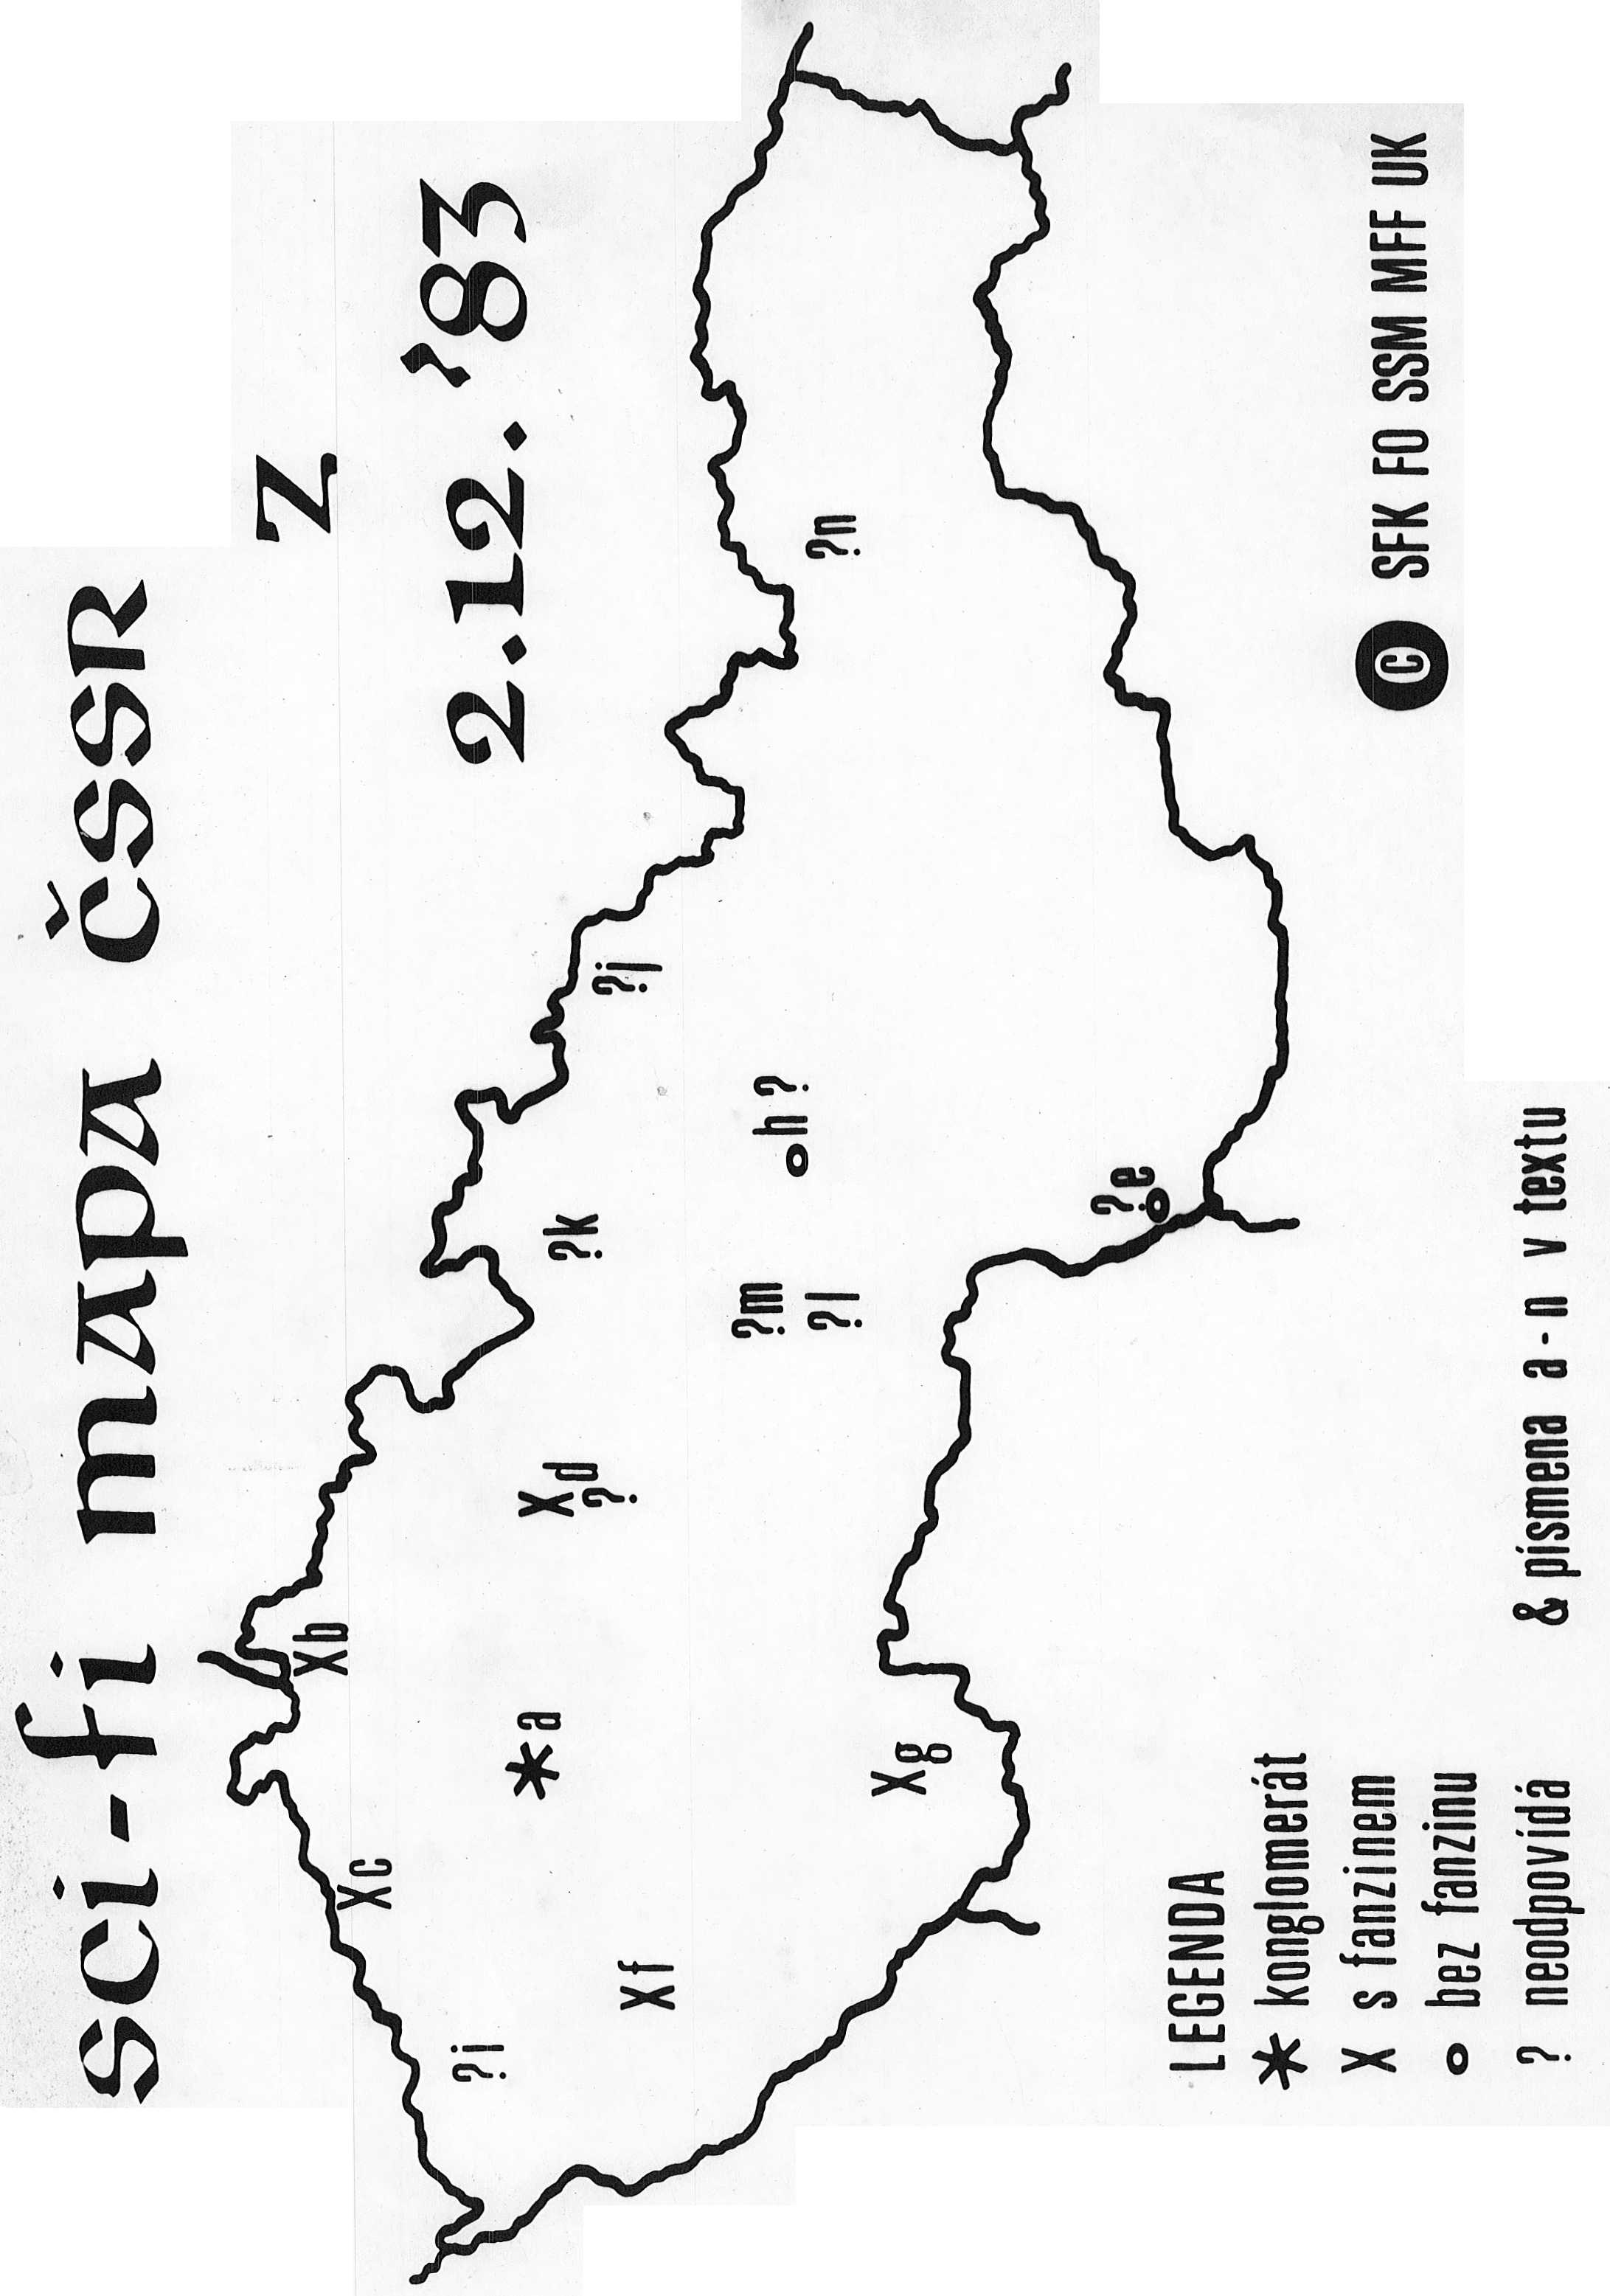 sci-fi mapa ČSSR
Z
2.12. '83
Xb
Xc
*a
Xd
?
?k
?j
?i
Xf
?m
?l
oh?
?n
Xg
?e
o
LEGENDA
* konglomerát
X s fanzinem
o bez fanzinu
? neodpovídá
& písmena a-n v textu
© SFK FO SSM MFF UK